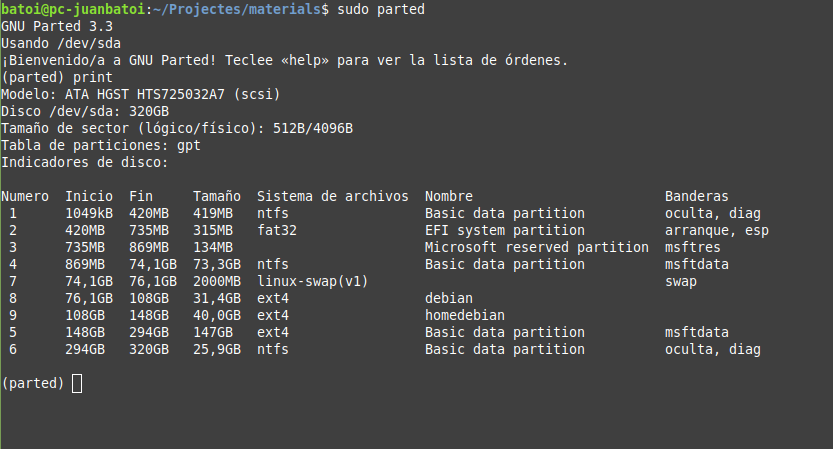 batoi@pc-juanbatoi:~/Projectes/materials$ sudo parted
GNU Parted 3.3
Usando /dev/sda
¡Bienvenido/a a GNU Parted! Teclee «help» para ver la lista de órdenes.
(parted) print
Modelo: ATA HGST HTS725032A7 (scsi)
Disco /dev/sda: 320GB
Tamaño de sector (lógico/físico): 512B/4096B
Tabla de particiones: gpt
Indicadores de disco:

Numero  Inicio  Fin     Tamaño  Sistema de archivos  Nombre                        Banderas
 1      1049kB  420MB   419MB   ntfs                 Basic data partition          oculta, diag
 2      420MB   735MB   315MB   fat32                EFI system partition          arranque, esp
 3      735MB   869MB   134MB                        Microsoft reserved partition  msftres
 4      869MB   74,1GB  73,3GB  ntfs                 Basic data partition          msftdata
 7      74,1GB  76,1GB  2000MB  linux-swap(v1)                                     swap
 8      76,1GB  108GB   31,4GB  ext4                 debian
 9      108GB   148GB   40,0GB  ext4                 homedebian
 5      148GB   294GB   147GB   ext4                 Basic data partition          msftdata
 6      294GB   320GB   25,9GB  ntfs                 Basic data partition          oculta, diag

(parted)